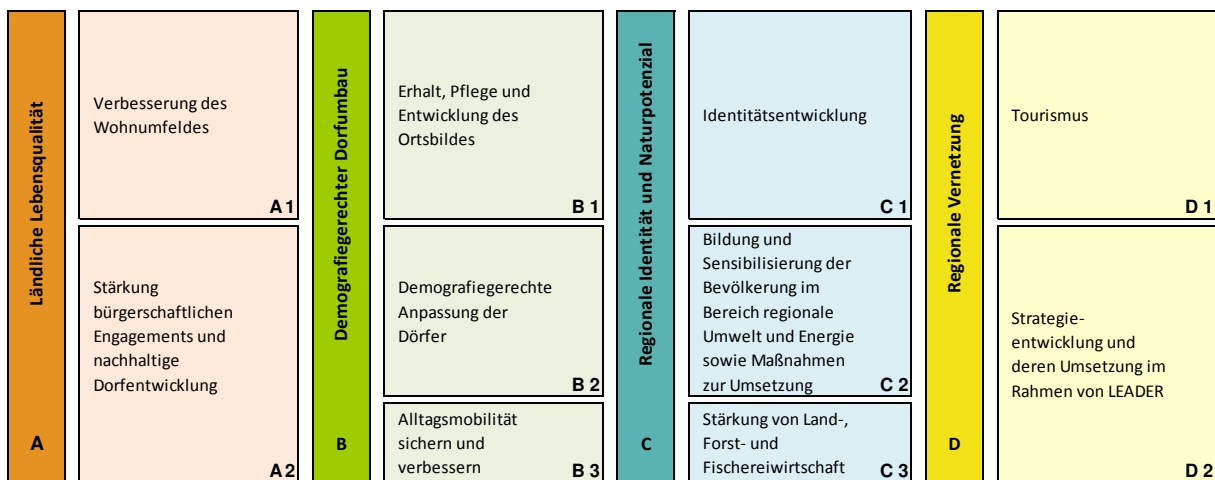 Ländliche Lebensqualität
A
Verbesserung des
Wohnumfeldes
A 1
Stärkung
bürgerschaftlichen
Engagements und
nachhaltige
Dorfentwicklung
A 2
Demografiegerechter Dorfumbau
B
Erhalt, Pflege und
Entwicklung des
Ortsbildes
B 1
Demografiegerechte
Anpassung der
Dörfer
B 2
Alltagsmobilität
sichern und
verbessern
B 3
Regionale Identität und Naturpotenzial
C
Identitätsentwicklung
C 1
Bildung und
Sensibilisierung der
Bevölkerung im
Bereich regionale
Umwelt und Energie
sowie Maßnahmen
zur Umsetzung
C 2
Stärkung von Land-,
Forst- und
Fischereiwirtschaft
C 3
Regionale Vernetzung
D
Tourismus
D 1
Strategie-
entwicklung und
deren Umsetzung im
Rahmen von LEADER
D 2